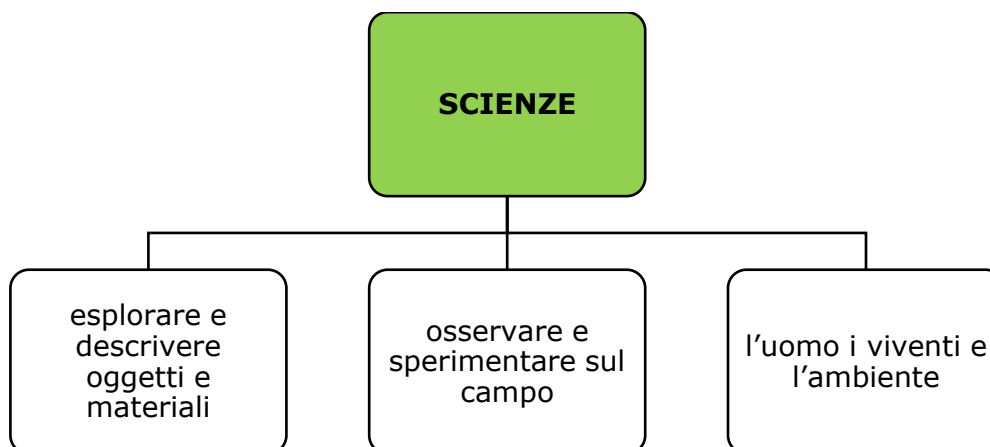 SCIENZE
esplorare e
descrivere
oggetti e
materiali
osservare e
sperimentare sul
campo
l’uomo i viventi e
l’ambiente